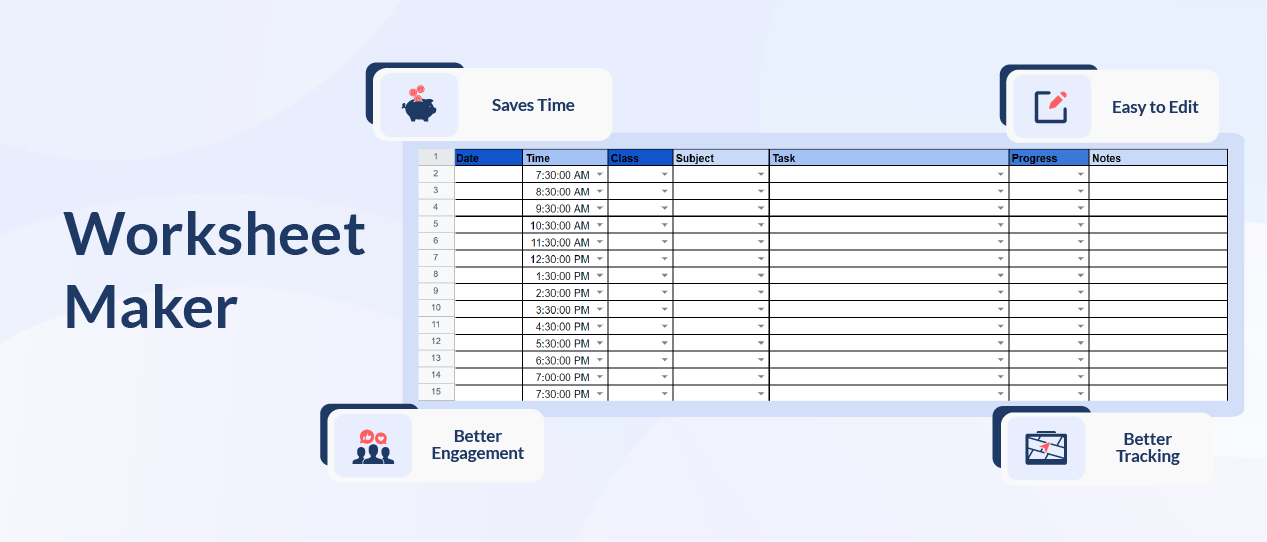 Saves Time
Easy to Edit
Worksheet
Maker
1 Date Time Class Subject Task Progress Notes
2 7:30:00 AM
3 8:30:00 AM
4 9:30:00 AM
5 10:30:00 AM
6 11:30:00 AM
7 12:30:00 PM
8 1:30:00 PM
9 2:30:00 PM
10 3:30:00 PM
11 4:30:00 PM
12 5:30:00 PM
13 6:30:00 PM
14 7:00:00 PM
15 7:30:00 PM
Better
Engagement
Better
Tracking